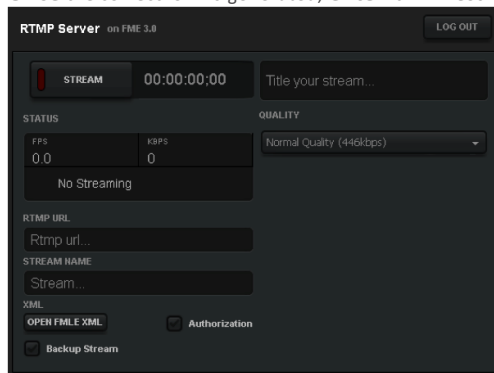 RTMP Server on FME 3.0
LOG OUT
STREAM
00:00:00;00
Title your stream...
STATUS
QUALITY
FPS
0.0
KBPS
0
Normal Quality (446kbps)
No Streaming
RTMP URL
Rtmp url...
STREAM NAME
Stream...
XML
OPEN FMLE XML
Authorization
Backup Stream